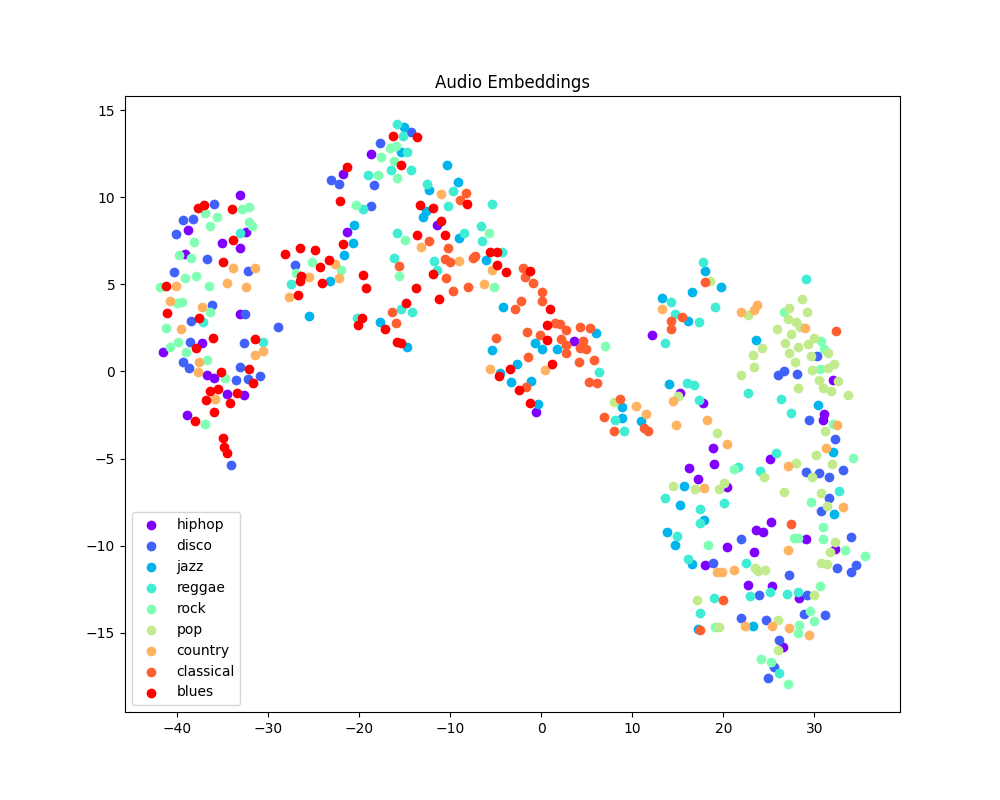 Audio Embeddings
15
10
5
0
−5
−10
−15
hiphop
disco
jazz
reggae
rock
pop
country
classical
blues
−40 −30 −20 −10 0 10 20 30